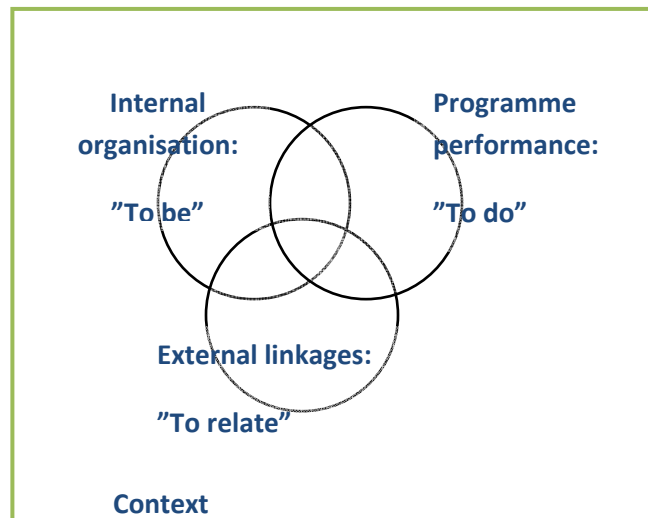 Internal
organisation:
”To be”
Programme
performance:
”To do”
External linkages:
”To relate”
Context